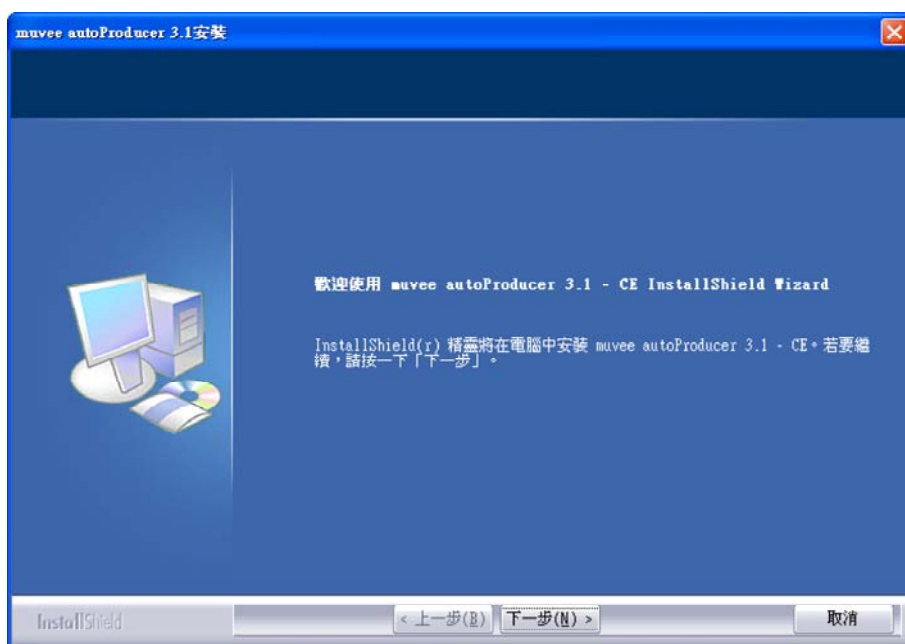 muvee autoProducer 3.1安裝
歡迎使用 muvee autoProducer 3.1 - CE InstallShield Wizard
InstallShield(r) 精靈將在電腦中安裝 muvee autoProducer 3.1 - CE。若要繼
續，請按一下「下一步」。
InstallShield
< 上一步(B)
下一步(N) >
取消